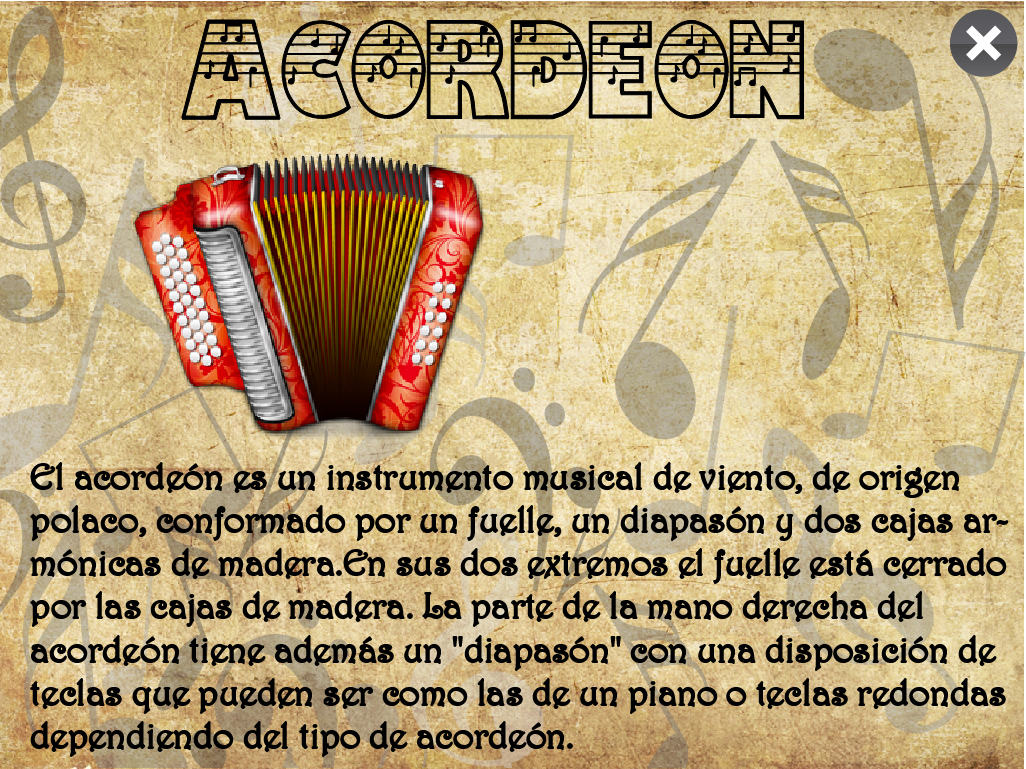 ACORDEON
El acordeón es un instrumento musical de viento, de origen
polaco, conformado por un fuelle, un diapasón y dos cajas ar-
mónicas de madera.En sus dos extremos el fuelle está cerrado
por las cajas de madera. La parte de la mano derecha del
acordeón tiene además un "diapasón" con una disposición de
teclas que pueden ser como las de un piano o teclas redondas
dependiendo del tipo de acordeón.